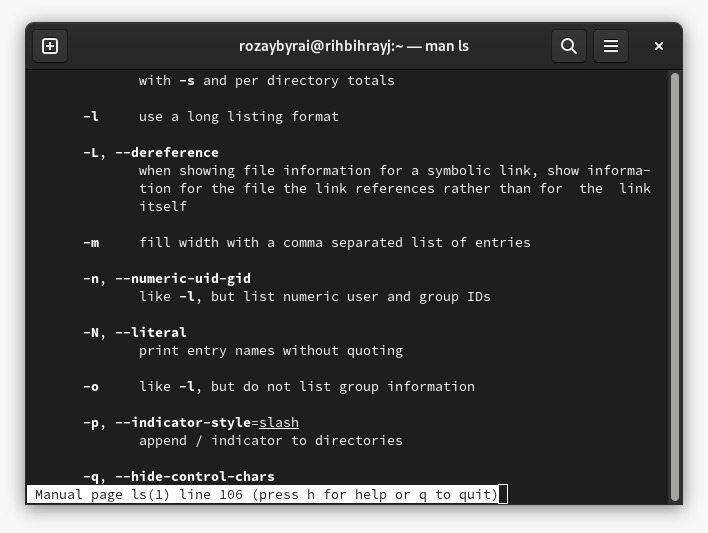 rozaybyrai@rihbihrayj:~ — man ls
with -s and per directory totals
-l use a long listing format
-L, --dereference
when showing file information for a symbolic link, show informa-
tion for the file the link references rather than for the link
itself
-m fill width with a comma separated list of entries
-n, --numeric-uid-gid
like -l, but list numeric user and group IDs
-N, --literal
print entry names without quoting
-o like -l, but do not list group information
-p, --indicator-style=slash
append / indicator to directories
-q, --hide-control-chars
Manual page ls(1) line 106 (press h for help or q to quit)